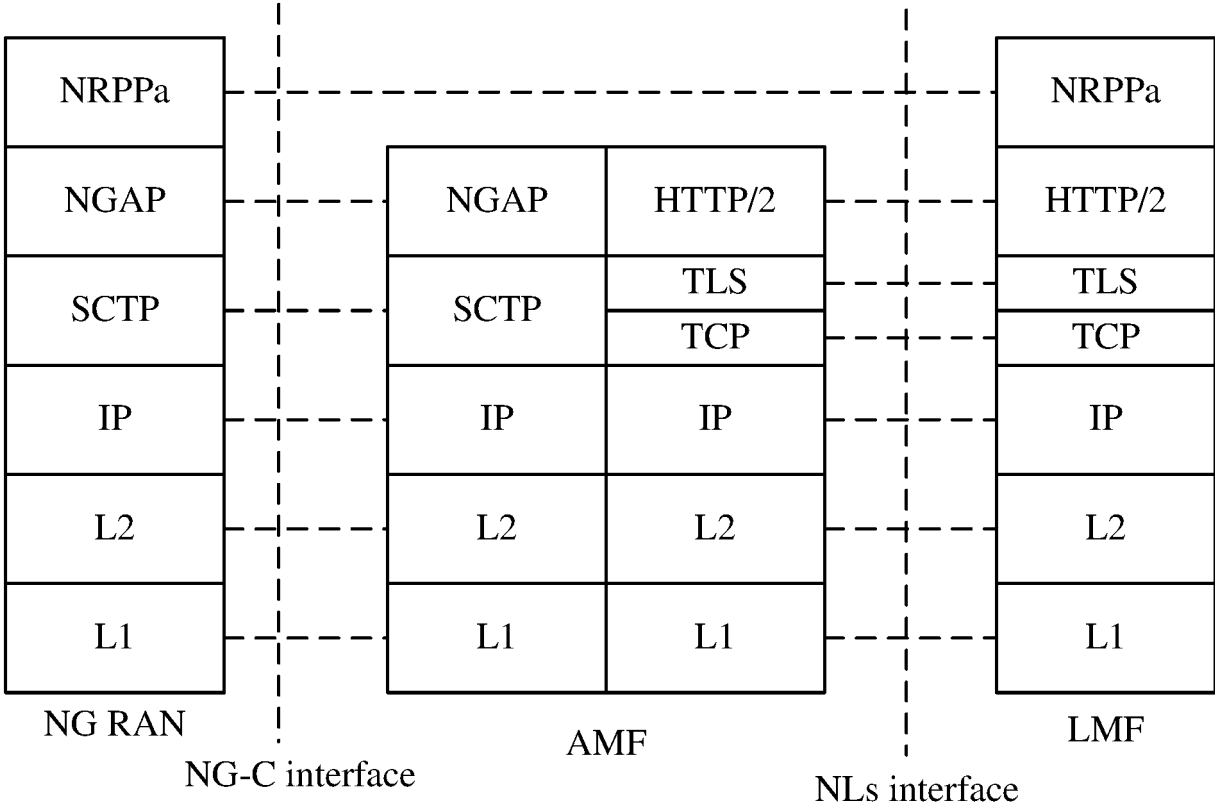 NRPPa
NRPPa
NGAP
NGAP
HTTP/2
HTTP/2
SCTP
SCTP
TLS
TLS
TCP
TCP
IP
IP
IP
IP
L2
L2
L2
L2
L1
L1
L1
L1
NG RAN
AMF
LMF
NG-C interface
NLs interface